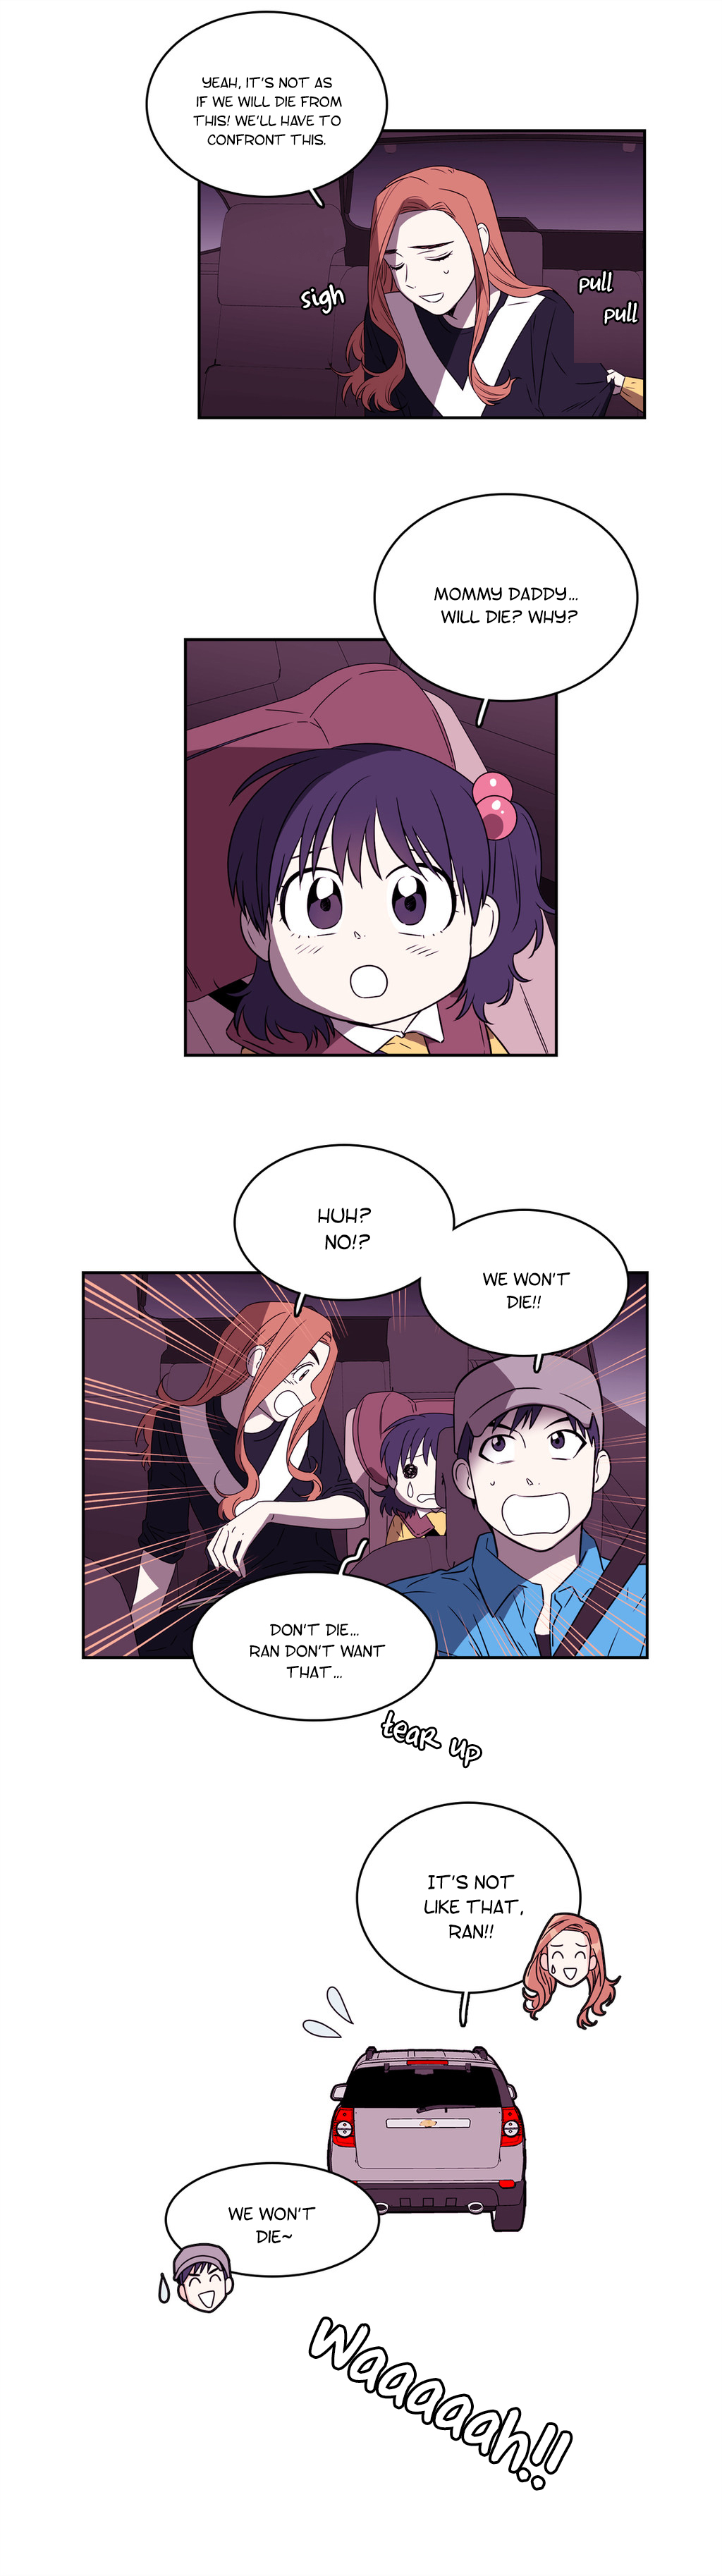 YEAH, IT'S NOT AS
IF WE WILL DIE FROM
THIS! WE'LL HAVE TO
CONFRONT THIS.
sigh
pull
pull
MOMMY DADDY...
WILL DIE? WHY?
HUH?
NO!?
WE WON'T
DIE!!
DON'T DIE...
RAN DON'T WANT
THAT...
tear up
IT'S NOT
LIKE THAT,
RAN!!
WE WON'T
DIE~
Waaaaaah!!